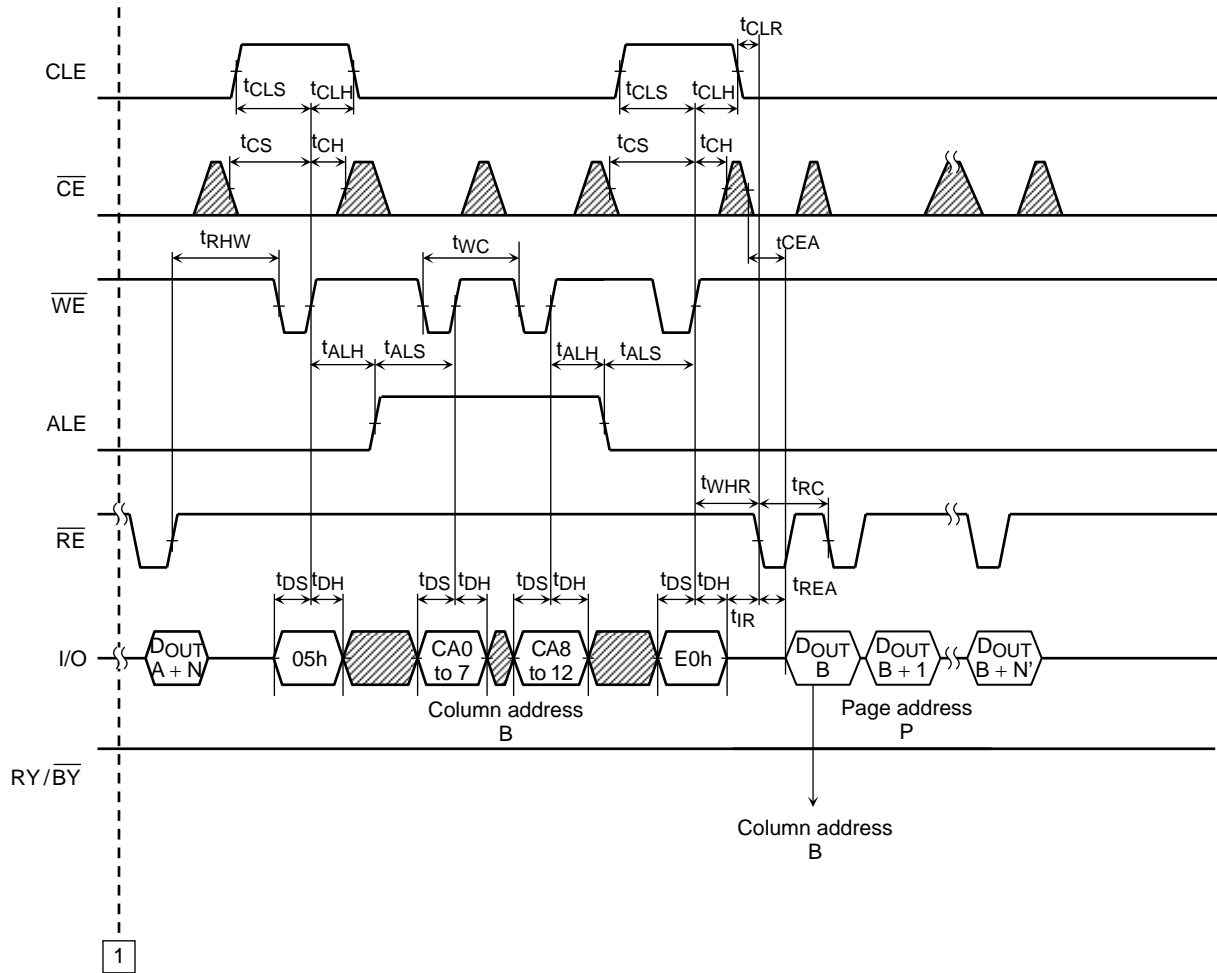 tCLR
CLE
tCLS tCLH tCLS tCLH
tCS tCH tCS tCH
CE
tRHW tWC tCEA
WE
tALH tALS tALH tALS
ALE
tWHR tRC
RE
tDS tDH tDS tDH tDS tDH tDS tDH tREA
tIR
I/O
DOUT A + N
05h
CA0 to 7
CA8 to 12
E0h
DOUT B
DOUT B + 1
DOUT B + N’
Column address
B
Page address
P
RY/BY
Column address
B
1